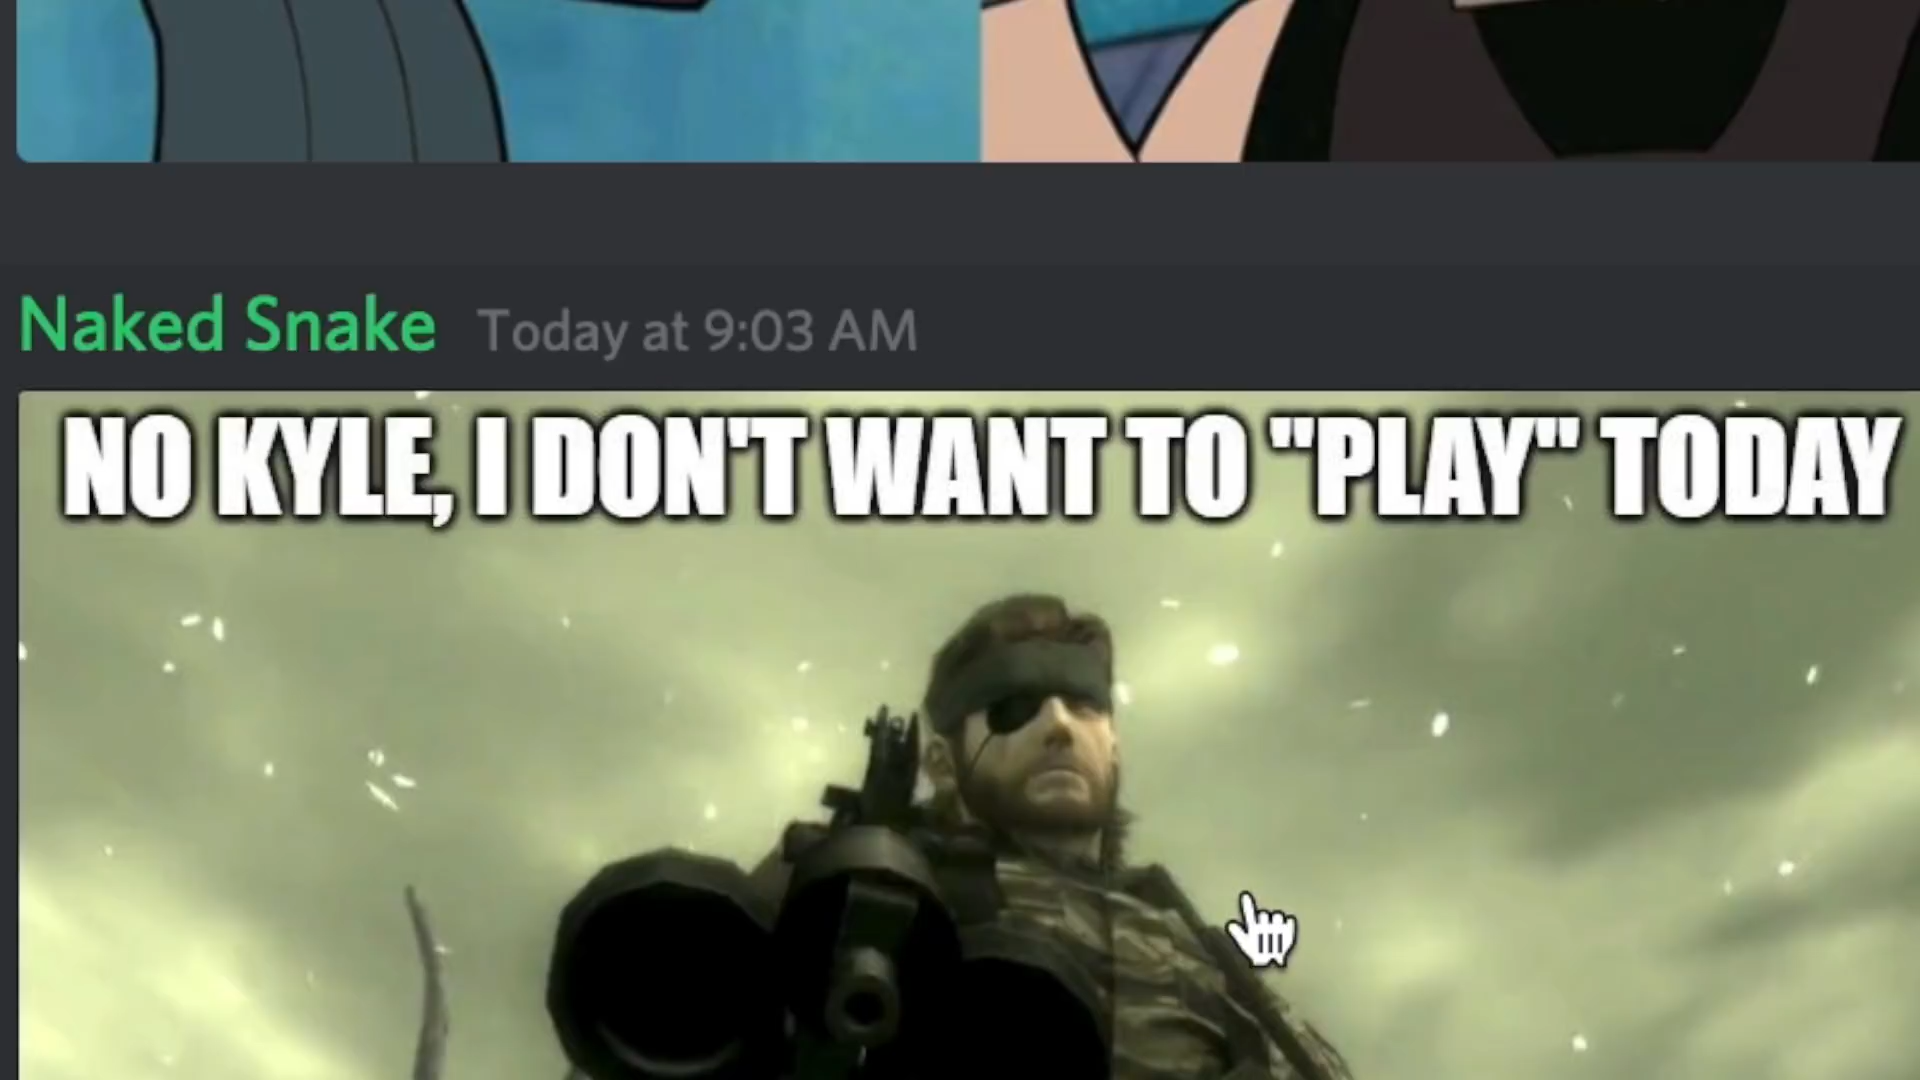 Naked Snake Today at 9:03 AM
NO KYLE, I DON'T WANT TO "PLAY" TODAY